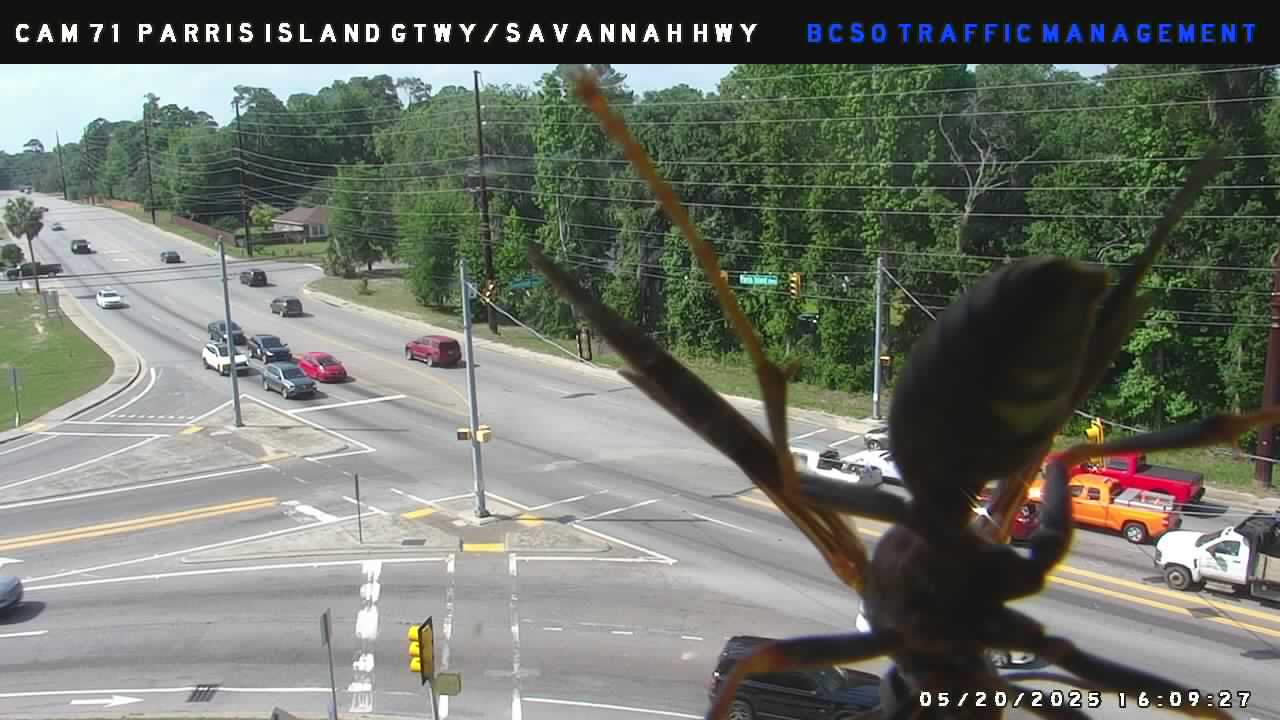 CAM 71 PARRIS ISLAND GTWY/SAVANNAH HWY BCSO TRAFFIC MANAGEMENT
05/20/2025 16:09:27